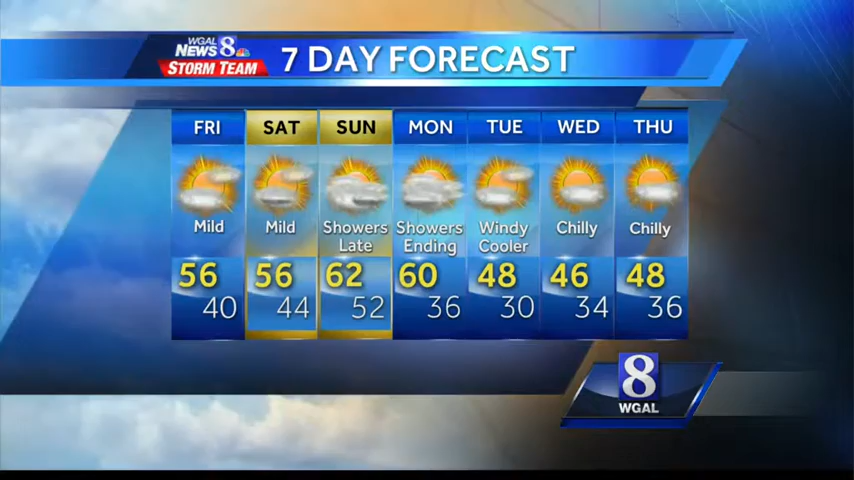 WGAL
NEWS 8
STORM TEAM
7 DAY FORECAST
FRI SAT SUN MON TUE WED THU
Mild Mild Showers Late Showers Ending Windy Cooler Chilly Chilly
56 56 62 60 48 46 48
40 44 52 36 30 34 36
8
WGAL